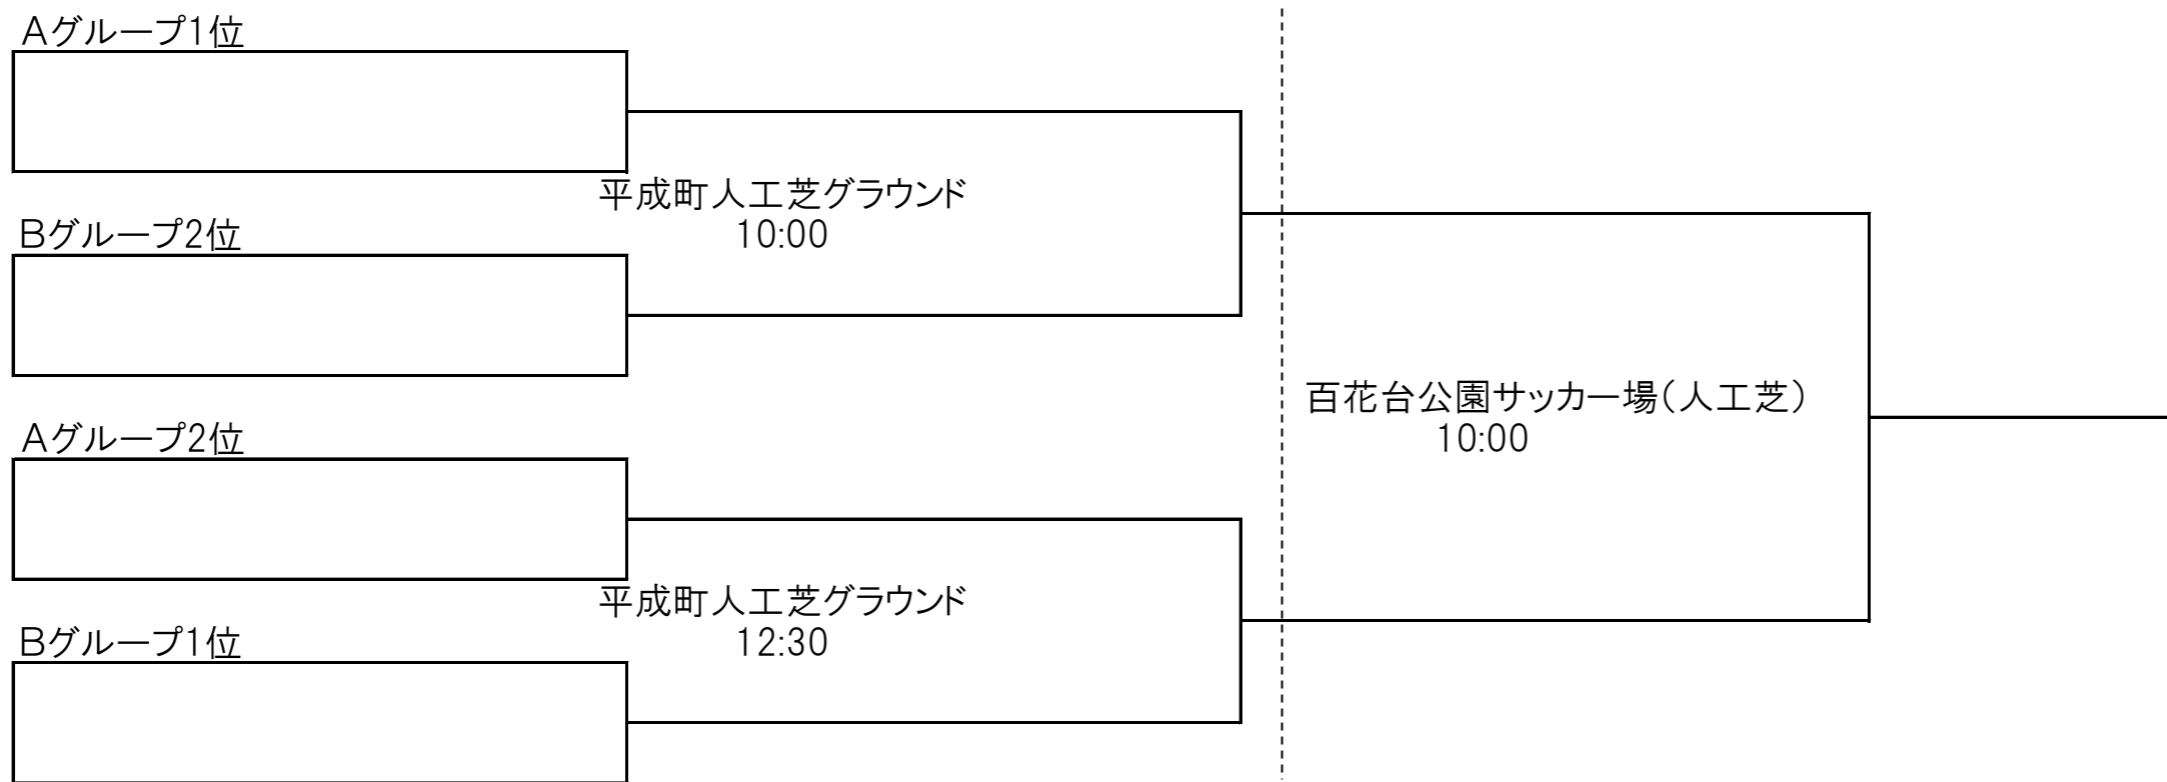 Aグループ1位
平成町人工芝グラウンド
10:00
Bグループ2位
百花台公園サッカー場(人工芝)
10:00
Aグループ2位
平成町人工芝グラウンド
12:30
Bグループ1位